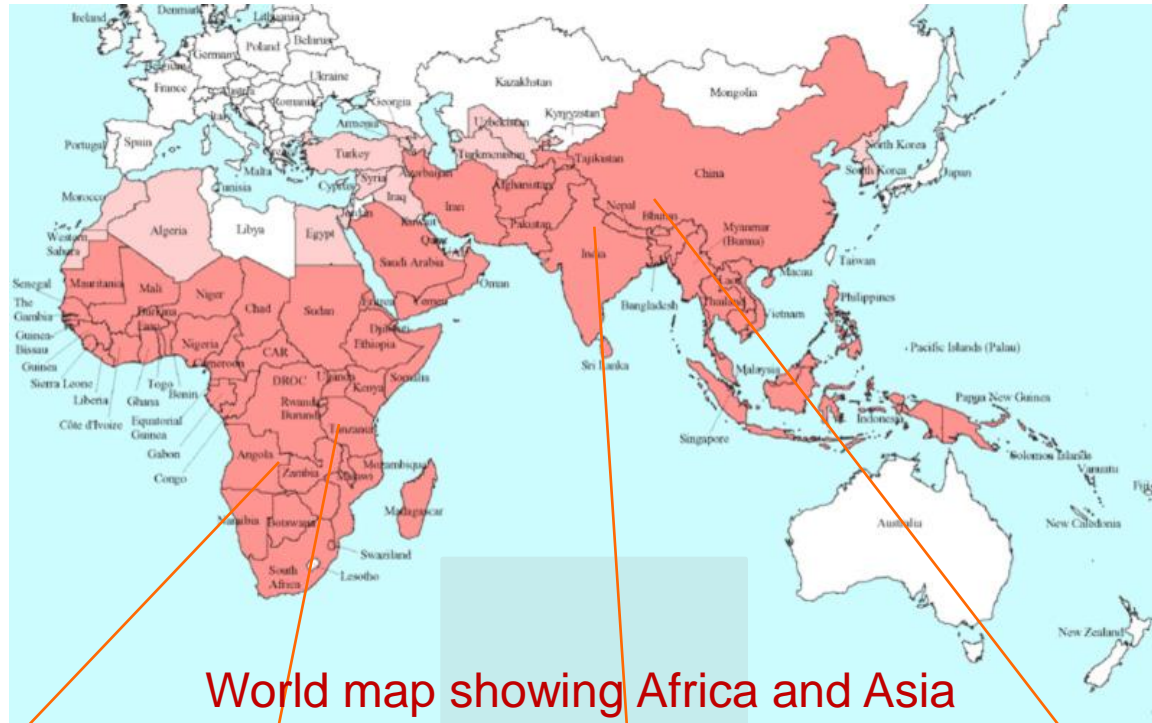 Ireland
Denmark
Lithuania
Belarus
Poland
Germany
Belgium
Ukraine
France
Austria
Romania
Italy
Georgia
Armenia
Kazakhstan
Mongolia
Kyrgyzstan
Uzbekistan
Turkmenistan
Tajikistan
Portugal
Spain
Malta
Turkey
Azerbaijan
North Korea
South Korea
Japan
China
Morocco
Tunisia
Cyprus
Syria
Iraq
Afghanistan
Iran
Nepal
Bhutan
Jordan
Kuwait
Pakistan
Algeria
Libya
Egypt
Western
Sahara
Qatar
UAE
Saudi Arabia
India
Myanmar
(Burma)
Taiwan
Macau
Laos
Oman
Mauritania
Mali
Niger
Chad
Sudan
Eritrea
Yemen
Bangladesh
Thailand
Vietnam
Philippines
Senegal
The
Gambia
Guinea-
Bissau
Guinea
Sierra Leone
Liberia
Côte d'Ivoire
Burkina
Faso
Ghana
Togo
Benin
Nigeria
Cameroon
CAR
Djibouti
Ethiopia
Somalia
Sri Lanka
Malaysia
Pacific Islands (Palau)
Equatorial
Guinea
Gabon
Congo
DROC
Uganda
Kenya
Rwanda
Burundi
Tanzania
Singapore
Indonesia
Papua New Guinea
Solomon Islands
Vanuatu
Fiji
Angola
Zambia
Malawi
Mozambique
Madagascar
Namibia
Botswana
Swaziland
South
Africa
Lesotho
Australia
New Caledonia
New Zealand
World map showing Africa and Asia